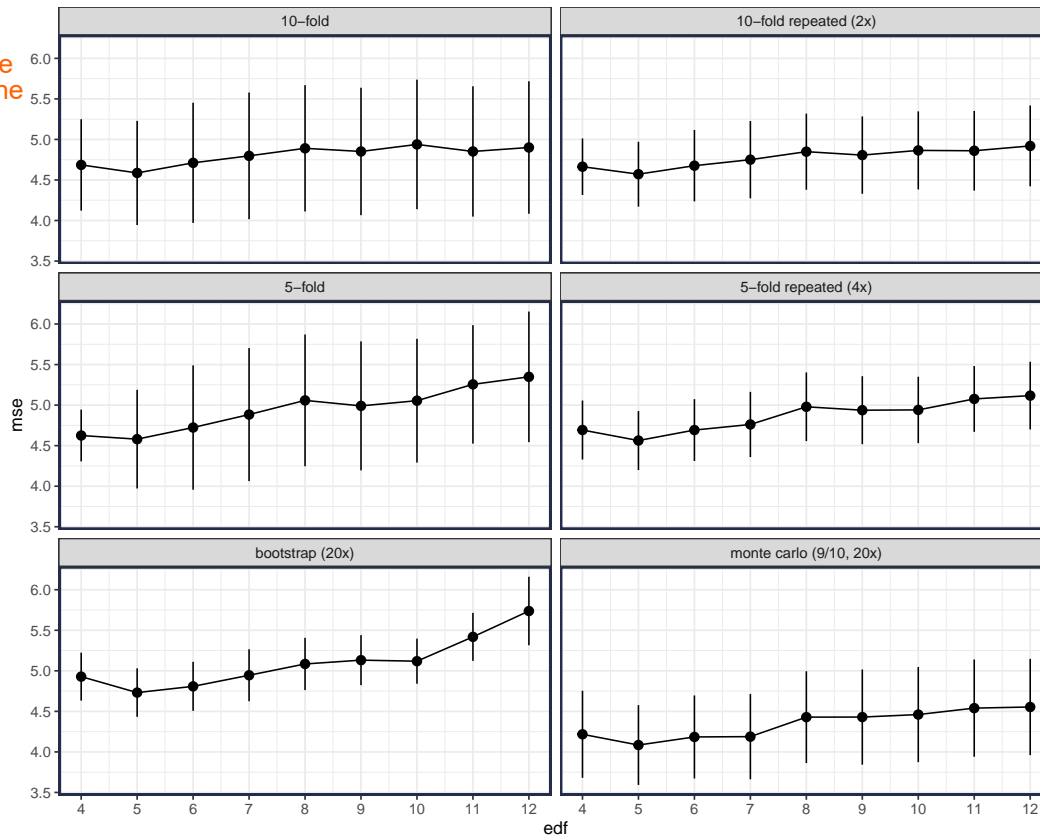 10−fold
10−fold repeated (2x)
6.0
5.5
5.0
4.5
4.0
3.5
5−fold
5−fold repeated (4x)
6.0
5.5
5.0
4.5
4.0
3.5
mse
bootstrap (20x)
monte carlo (9/10, 20x)
6.0
5.5
5.0
4.5
4.0
3.5
4 5 6 7 8 9 10 11 12
4 5 6 7 8 9 10 11 12
edf